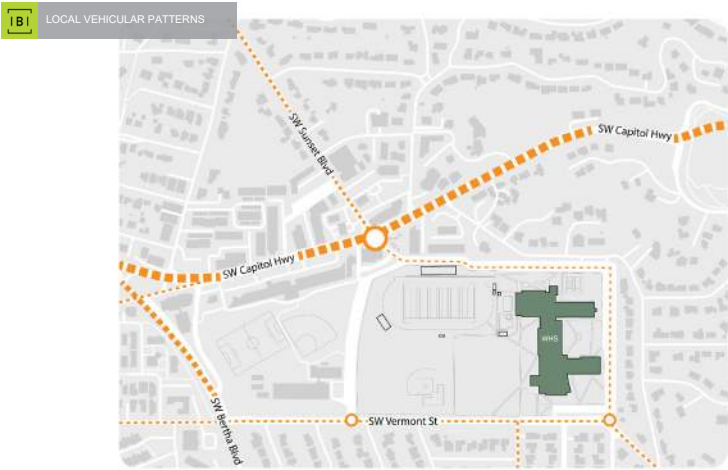 IBI LOCAL VEHICULAR PATTERNS
SW Sunset Blvd
SW Capitol Hwy
SW Capitol Hwy
WHS
SW Bertha Blvd
SW Vermont St